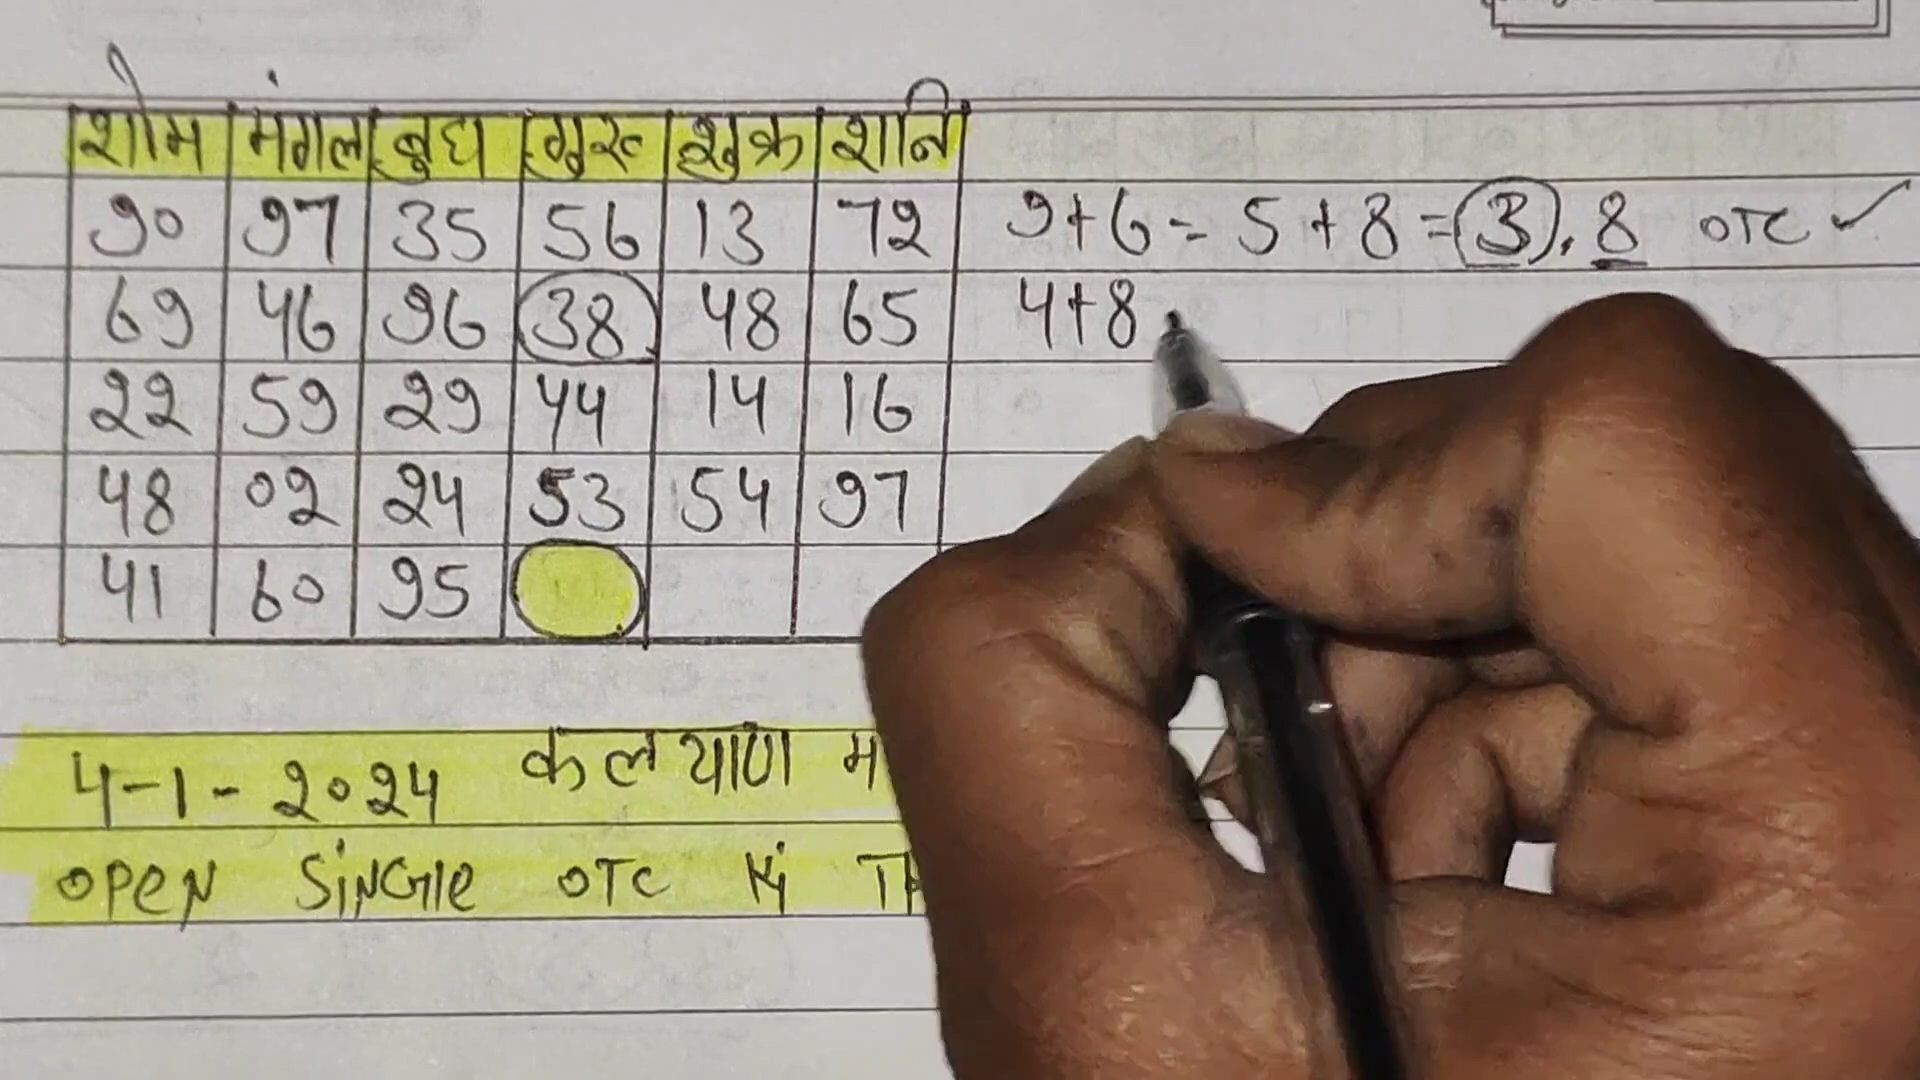 शोम मंगल बुध गुरु शुक्र शनि
90 97 35 56 13 72 9+6= 5+8=3.8 OTC ✓
69 46 96 38 48 65 4+8
22 59 29 44 14 16
48 02 24 53 54 97
41 60 95
4-1-2024 कल याण म
OPEN SiNGle OTC Ki T